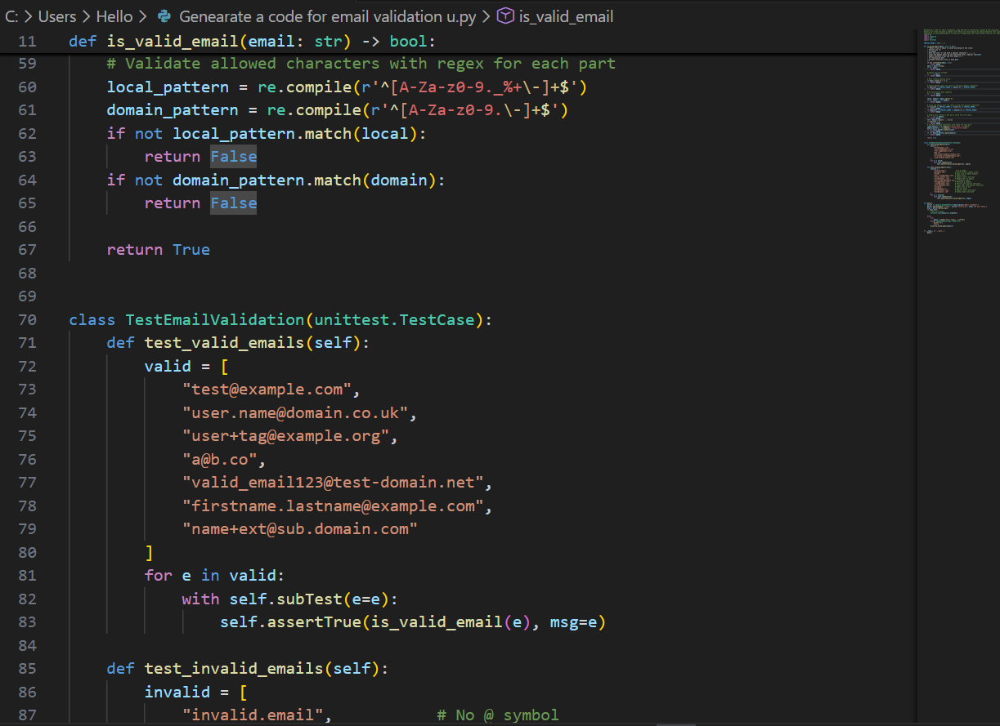 C: > Users > Hello > Genearate a code for email validation u.py > is_valid_email
11 def is_valid_email(email: str) -> bool:
59 # Validate allowed characters with regex for each part
60 local_pattern = re.compile(r'^[A-Za-z0-9._%+\-]+$')
61 domain_pattern = re.compile(r'^[A-Za-z0-9.\-]+$')
62 if not local_pattern.match(local):
63 return False
64 if not domain_pattern.match(domain):
65 return False
66
67 return True
68
69
70 class TestEmailValidation(unittest.TestCase):
71 def test_valid_emails(self):
72 valid = [
73 "test@example.com",
74 "user.name@domain.co.uk",
75 "user+tag@example.org",
76 "a@b.co",
77 "valid_email123@test-domain.net",
78 "firstname.lastname@example.com",
79 "name+ext@sub.domain.com"
80 ]
81 for e in valid:
82 with self.subTest(e=e):
83 self.assertTrue(is_valid_email(e), msg=e)
84
85 def test_invalid_emails(self):
86 invalid = [
87 "invalid.email", # No @ symbol